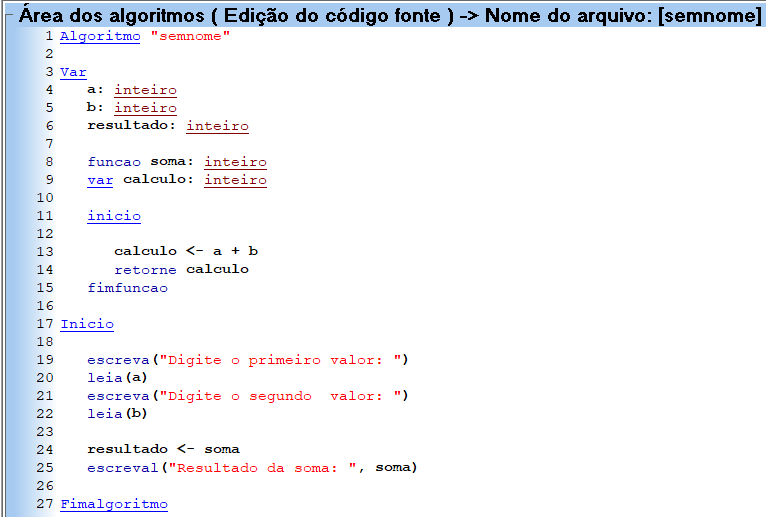 Área dos algoritmos ( Edição do código fonte ) -> Nome do arquivo: [semnome]
1 Algoritmo "semnome"
2
3 Var
4 a: inteiro
5 b: inteiro
6 resultado: inteiro
7
8 funcao soma: inteiro
9 var calculo: inteiro
10
11 inicio
12
13 calculo <- a + b
14 retorne calculo
15 fimfuncao
16
17 Inicio
18
19 escreva("Digite o primeiro valor: ")
20 leia(a)
21 escreva("Digite o segundo  valor: ")
22 leia(b)
23
24 resultado <- soma
25 escreval("Resultado da soma: ", soma)
26
27 Fimalgoritmo